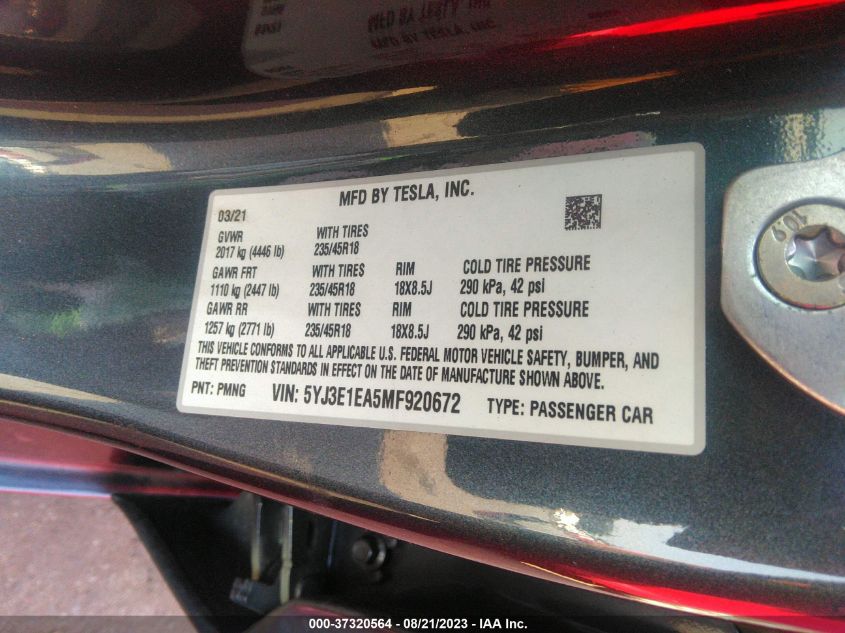 MFD BY TESLA, INC.
03/21
GVWR WITH TIRES
2017 kg (4446 lb) 235/45R18
GAWR FRT WITH TIRES RIM COLD TIRE PRESSURE
1110 kg (2447 lb) 235/45R18 18X8.5J 290 kPa, 42 psi
GAWR RR WITH TIRES RIM COLD TIRE PRESSURE
1257 kg (2771 lb) 235/45R18 18X8.5J 290 kPa, 42 psi
THIS VEHICLE CONFORMS TO ALL APPLICABLE U.S. FEDERAL MOTOR VEHICLE SAFETY, BUMPER, AND
THEFT PREVENTION STANDARDS IN EFFECT ON THE DATE OF MANUFACTURE SHOWN ABOVE.
PNT: PMNG VIN: 5YJ3E1EA5MF920672 TYPE: PASSENGER CAR
10.9
000-37320564 - 08/21/2023 - IAA Inc.